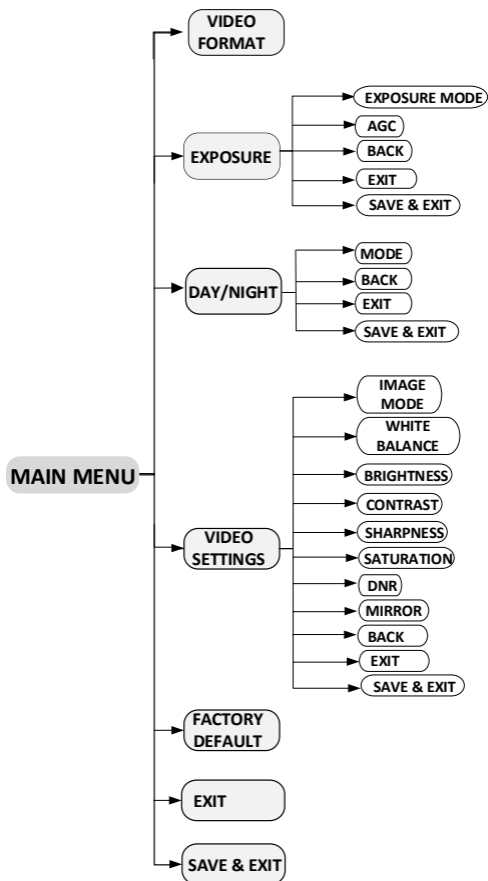 VIDEO
FORMAT
EXPOSURE MODE
AGC
EXPOSURE
BACK
EXIT
SAVE & EXIT
MODE
BACK
DAY/NIGHT
EXIT
SAVE & EXIT
IMAGE
MODE
WHITE
BALANCE
MAIN MENU
BRIGHTNESS
CONTRAST
SHARPNESS
VIDEO
SETTINGS
SATURATION
DNR
MIRROR
BACK
EXIT
SAVE & EXIT
FACTORY
DEFAULT
EXIT
SAVE & EXIT